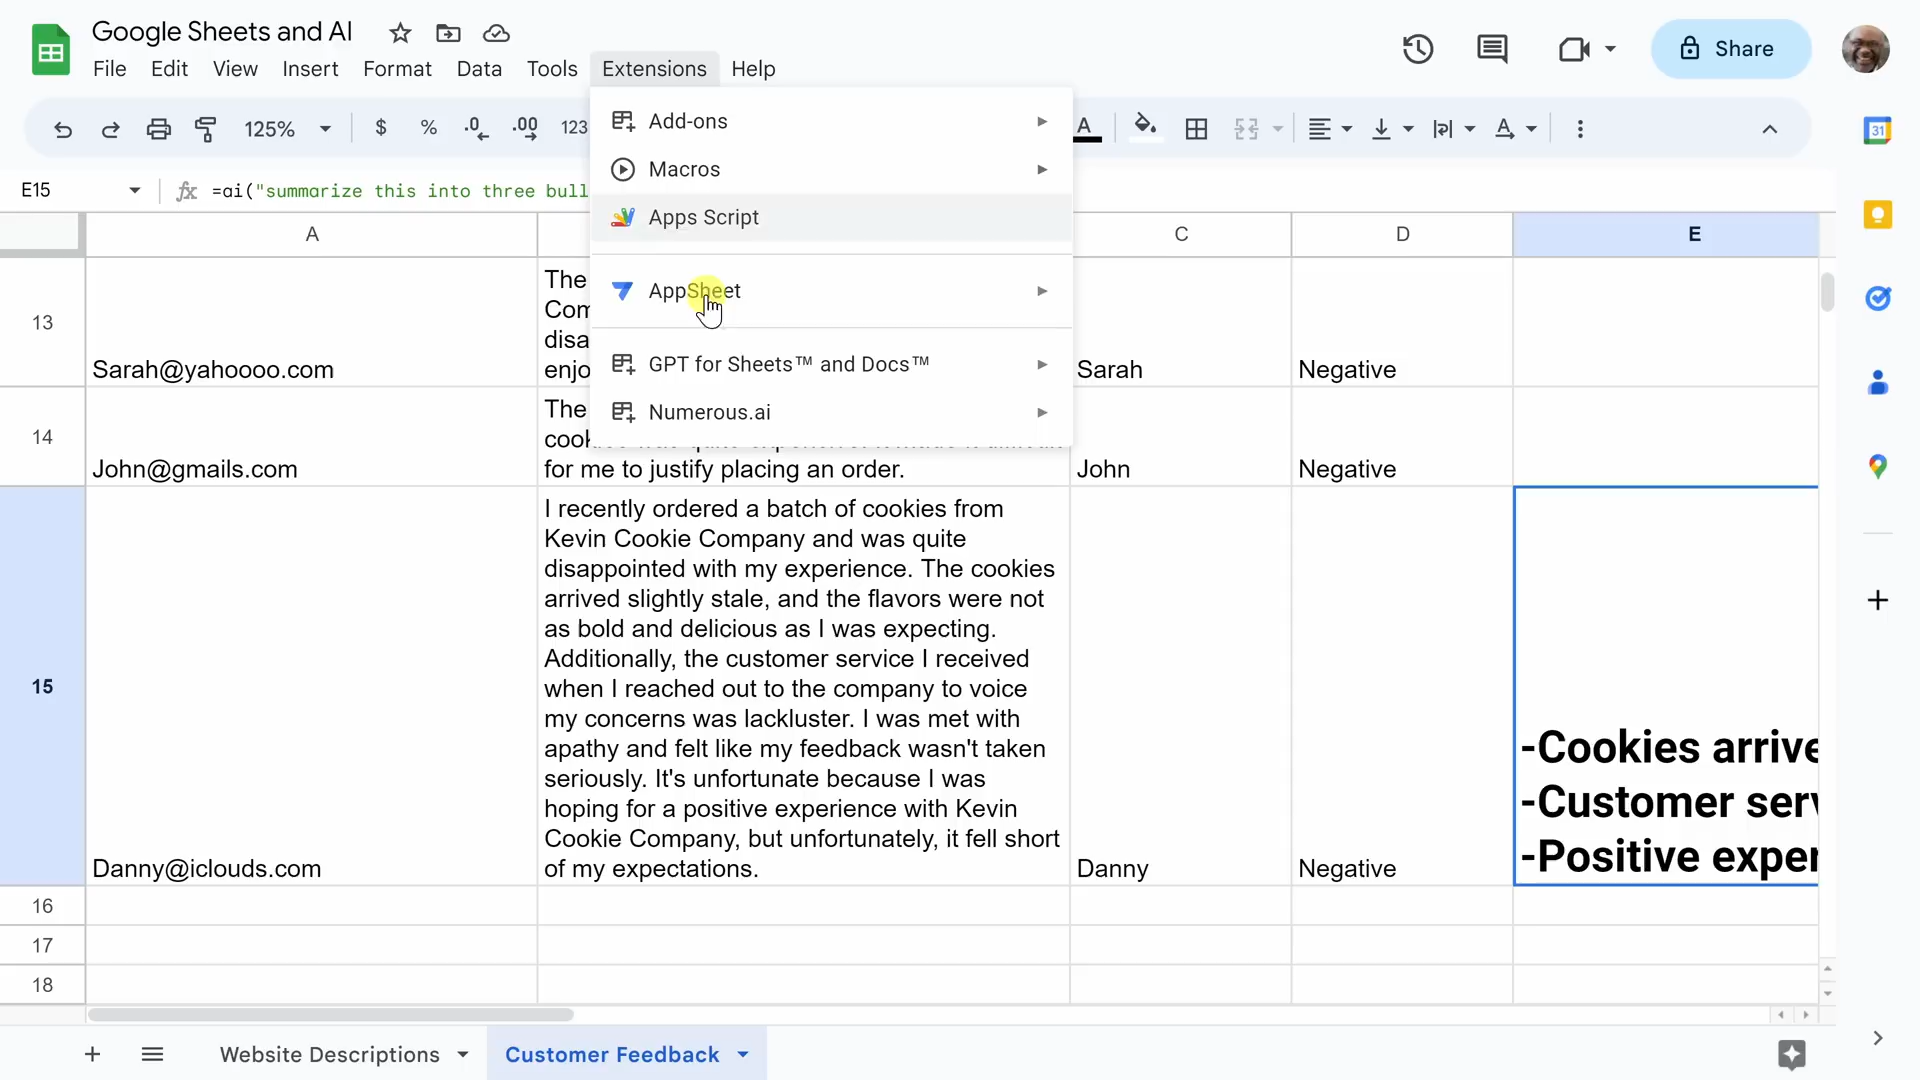 Google Sheets and AI
File Edit View Insert Format Data Tools Extensions Help
Share
125% $ % .0 .00 123 A A
31
Add-ons
Macros
Apps Script
AppSheet
GPT for Sheets™ and Docs™
Numerous.ai
E15 fx =ai("summarize this into three bull
A C D E
13
Sarah@yahoooo.com
The
Com
disa
enjo
Sarah
Negative
14
John@gmails.com
The
for me to justify placing an order.
John
Negative
15
Danny@iclouds.com
I recently ordered a batch of cookies from
Kevin Cookie Company and was quite
disappointed with my experience. The cookies
arrived slightly stale, and the flavors were not
as bold and delicious as I was expecting.
Additionally, the customer service I received
when I reached out to the company to voice
my concerns was lackluster. I was met with
apathy and felt like my feedback wasn't taken
seriously. It's unfortunate because I was
hoping for a positive experience with Kevin
Cookie Company, but unfortunately, it fell short
of my expectations.
Danny
Negative
-Cookies arrive
-Customer serv
-Positive exper
16
17
18
Website Descriptions
Customer Feedback